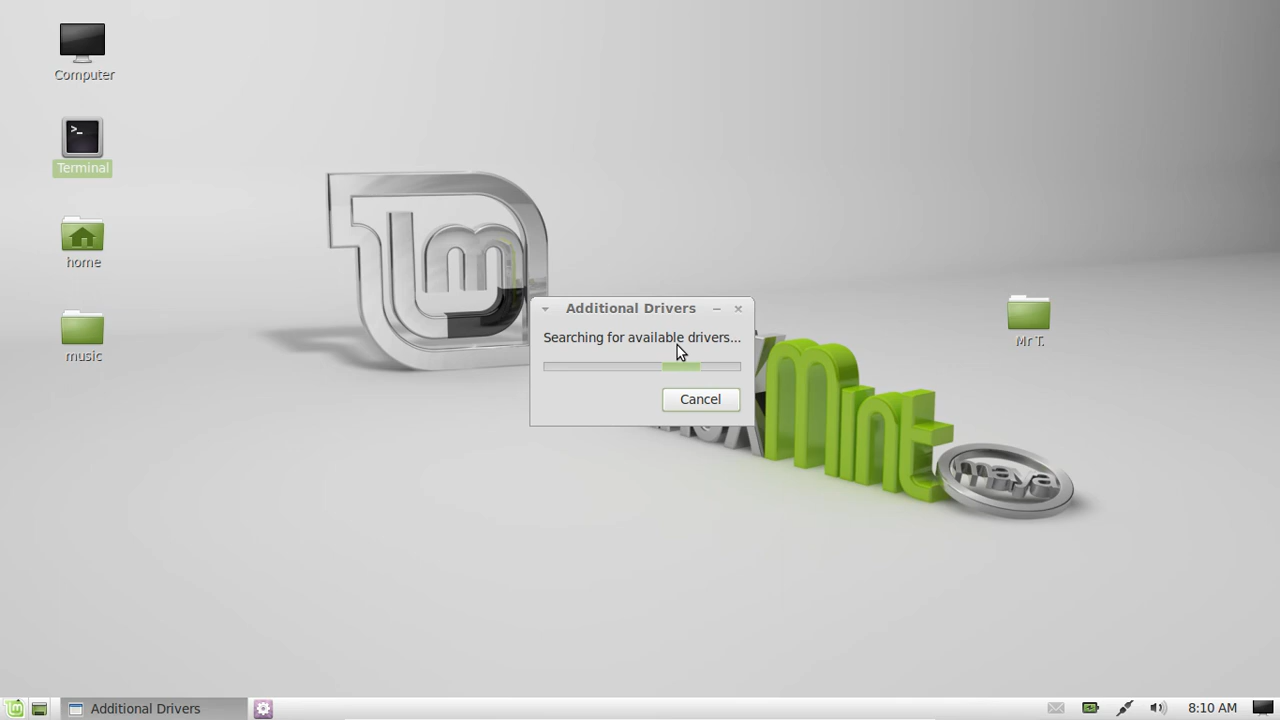 Computer
Terminal
home
music
Additional Drivers
Searching for available drivers...
Cancel
Mr T.
Mint
maya
Additional Drivers
8:10 AM